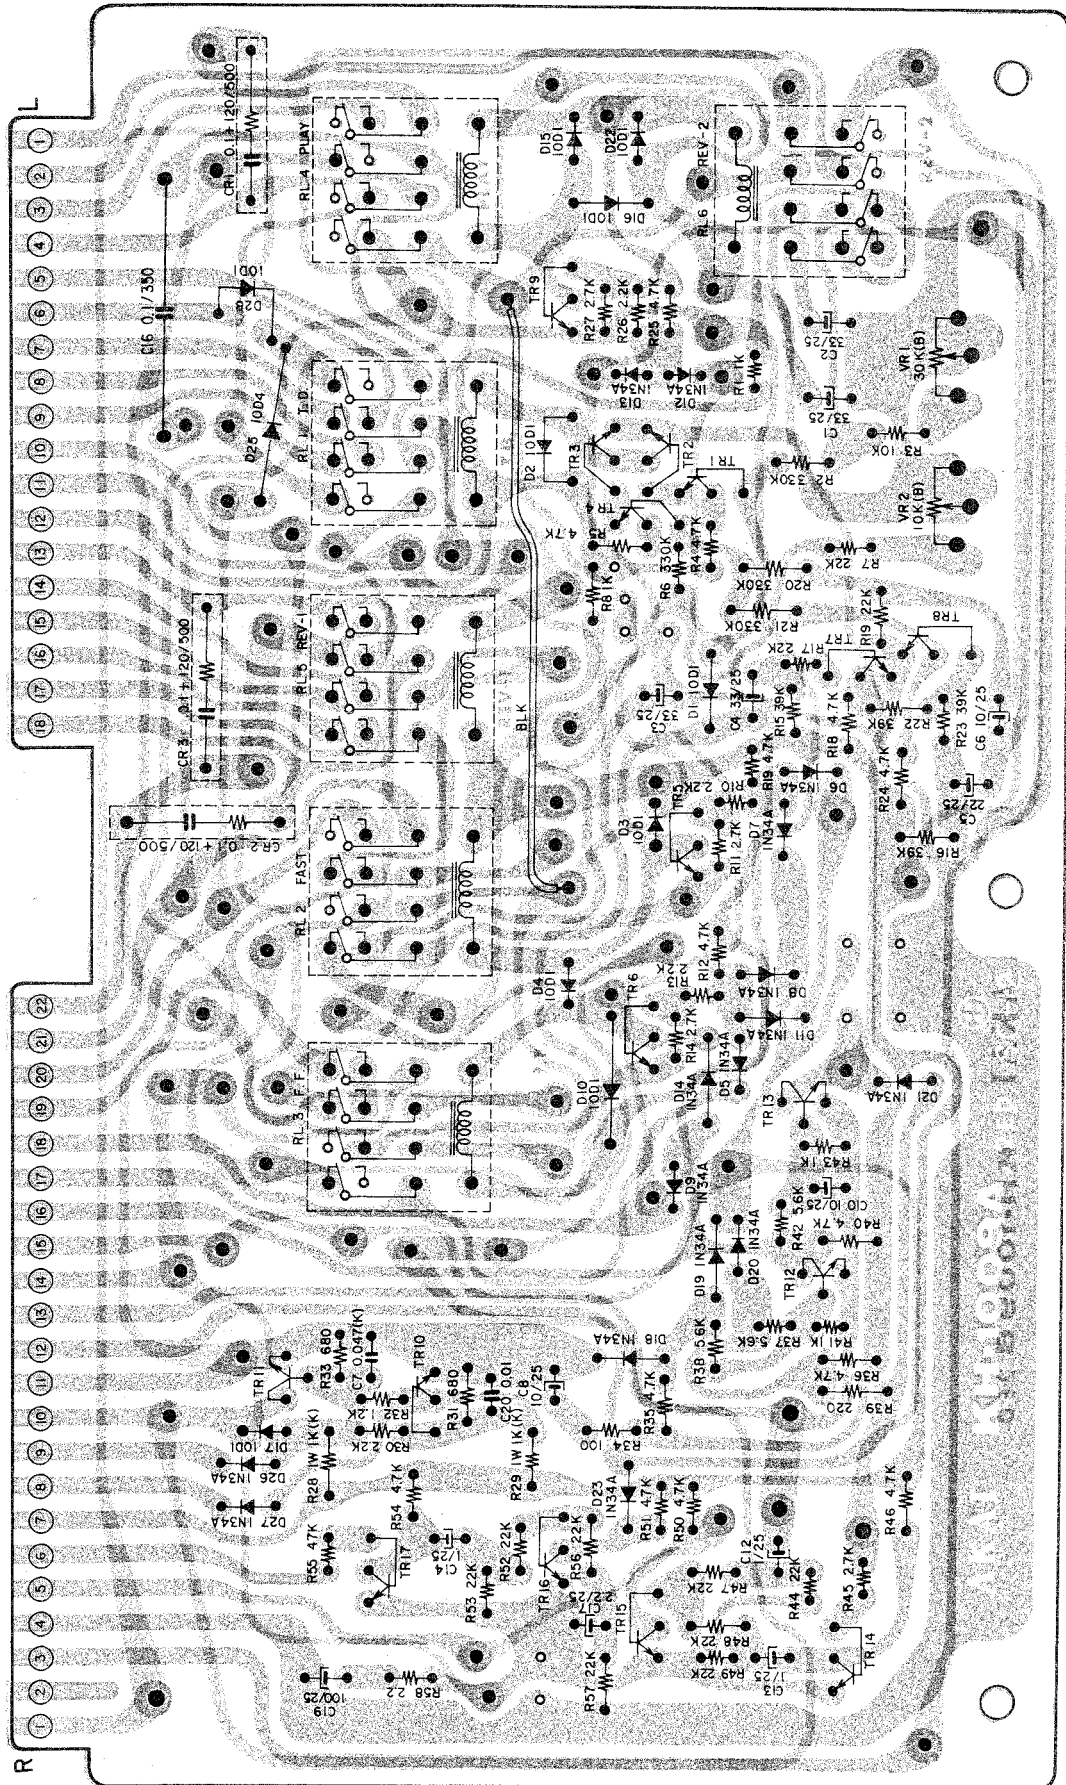 L
1
2
3
4
5
6
7
8
9
10
11
12
13
14
15
16
17
18
22
21
20
19
18
17
16
15
14
13
12
11
10
9
8
7
6
5
4
3
2
1
R
CR1 0.1+120/500
C16 0.1/350
10D1
D25 10D4
CR3 0.1+120/500
CR2 0.1+120/500
RL 4 PLAY
RL 5 REV-1
RL 2 FAST
RL 3 F F
RL6 REV-2
BLK
D15 10D1
D22 10D1
D16 10D1
TR9
R27 2.7K
R26 2.2K
R25 4.7K
D13 1N34A
D12 1N34A
R1 1K
C2 33/25
C1 33/25
VR1 30K(B)
VR2 10K(B)
R3 10K
R2 330K
D2 10D1
TR3
TR2
TR1
TR4
4.7K
R8 1K
R6 330K
R4 4.7K
R20 330K
R21 330K
R7 22K
R19 22K
TR8
TR7
R17 22K
D1 10D1
C3 33/25
C4 33/25
R15 39K
R18 4.7K
R22 39K
R23 39K
C6 10/25
R24 4.7K
22/25
R16 39K
R19 4.7K
D6 1N34A
R10 2.2K
TR5
D3 10D1
R11 2.7K
D7 1N34A
R12 4.7K
D8 1N34A
D11 1N34A
D4 10D1
R13
TR6
R14 2.7K
D14 1N34A
D5 1N34A
D10 10D1
TR13
D21 1N34A
R43 1K
C10 10/25
R42 5.6K
R40 4.7K
D9 1N34A
D19 1N34A
D20 1N34A
TR12
R38 5.6K
R37 5.6K
R41 1K
R36 4.7K
R39 220
D18 1N34A
R35 4.7K
R34 100
TR11
R33 680
C7 0.047(K)
TR10
R32 1.2K
R31 680
C20 0.01
C8 10/25
R30 2.2K
D17 10D1
D26 1N34A
D27 1N34A
R28 1W 1K(K)
R29 1W 1K(K)
D23 1N34A
R54 4.7K
R55 47K
TR17
C14 1/25
R53 22K
R52 22K
TR16
R56 22K
R51 4.7K
R50 4.7K
R46 4.7K
C12 1/25
R47 22K
R44 22K
R45 2.7K
C17 2.2/25
TR15
R48 22K
R49 22K
R57 22K
C13 1/25
TR14
C19 100/25
R58 2.2